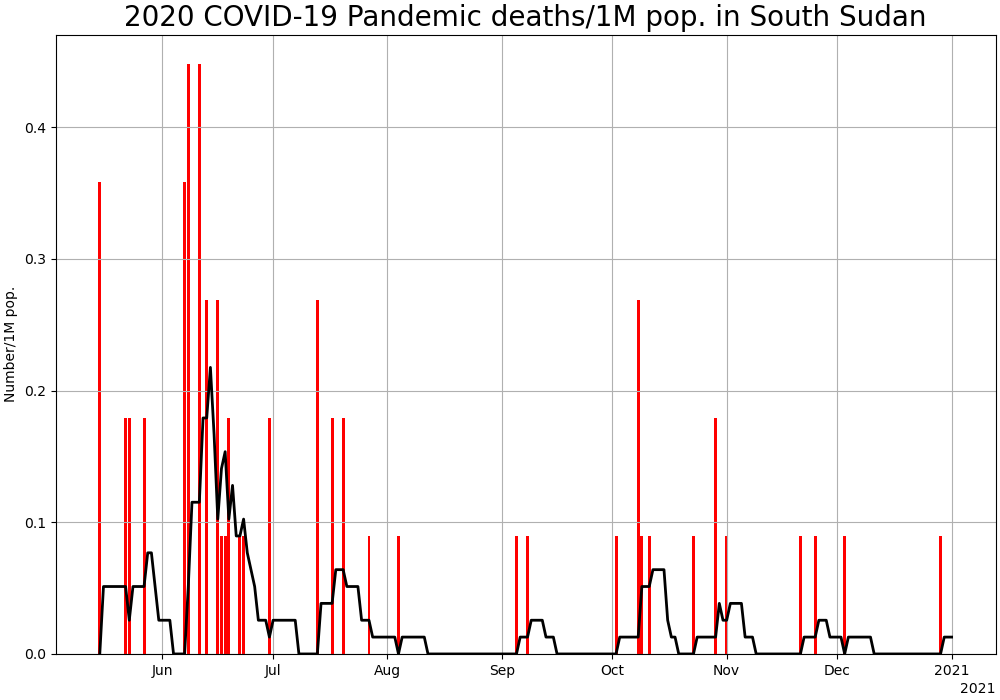 2020 COVID-19 Pandemic deaths/1M pop. in South Sudan
Number/1M pop.
0.4
0.3
0.2
0.1
0.0
Jun Jul Aug Sep Oct Nov Dec 2021
2021